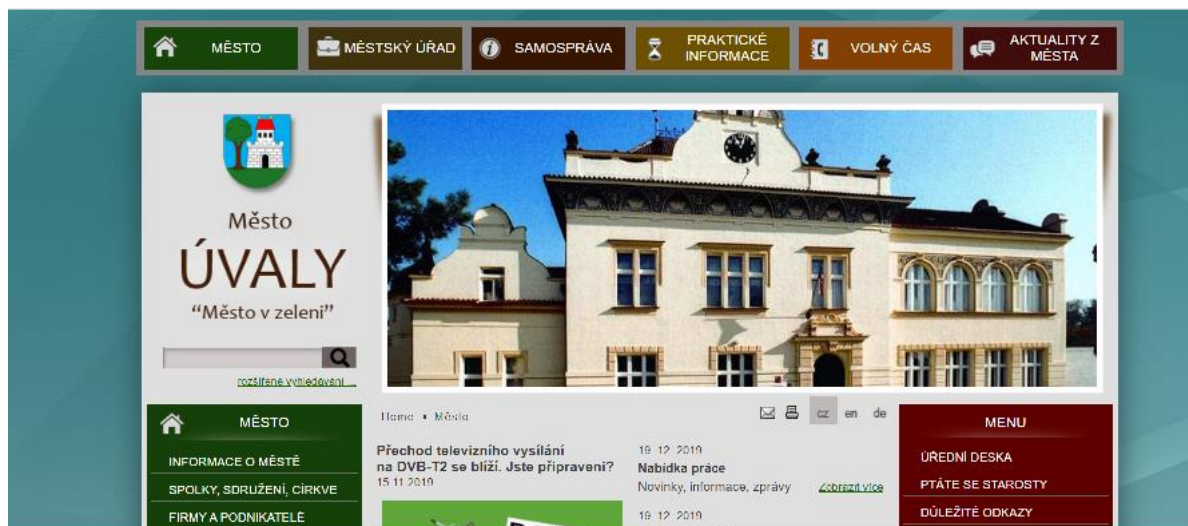 MĚSTO
MĚSTSKÝ ÚŘAD
SAMOSPRÁVA
PRAKTICKÉ
INFORMACE
VOLNÝ ČAS
AKTUALITY Z
MĚSTA
Město
ÚVALY
“Město v zeleni”
rozšířené vyhledávání ...
MĚSTO
INFORMACE O MĚSTĚ
SPOLKY, SDRUŽENÍ, CÍRKVE
FIRMY A PODNIKATELÉ
Home • Město
cz en de
Přechod televizního vysílání
na DVB-T2 se blíží. Jste připraveni?
15.11.2019
19. 12. 2019
Nabídka práce
Novinky, informace, zprávy Zobrazit více
19. 12. 2019
MENU
ÚŘEDNÍ DESKA
PTÁTE SE STAROSTY
DŮLEŽITÉ ODKAZY